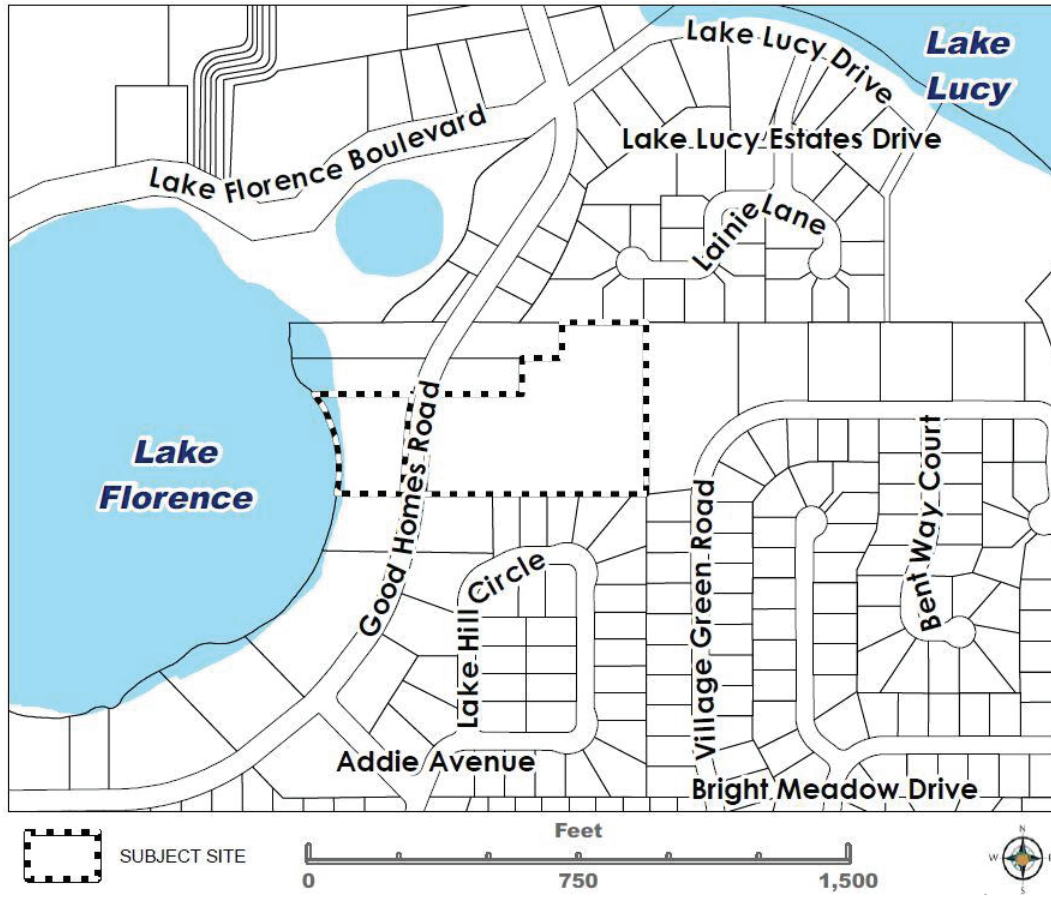 Lake Lucy Drive
Lake
Lucy
Lake Florence Boulevard
Lake Lucy Estates Drive
Lainie Lane
Lake
Florence
Good Homes Road
Lake Hill Circle
Village Green Road
Bent Way Court
Addie Avenue
Bright Meadow Drive
SUBJECT SITE
Feet
0 750 1,500
N
W
S